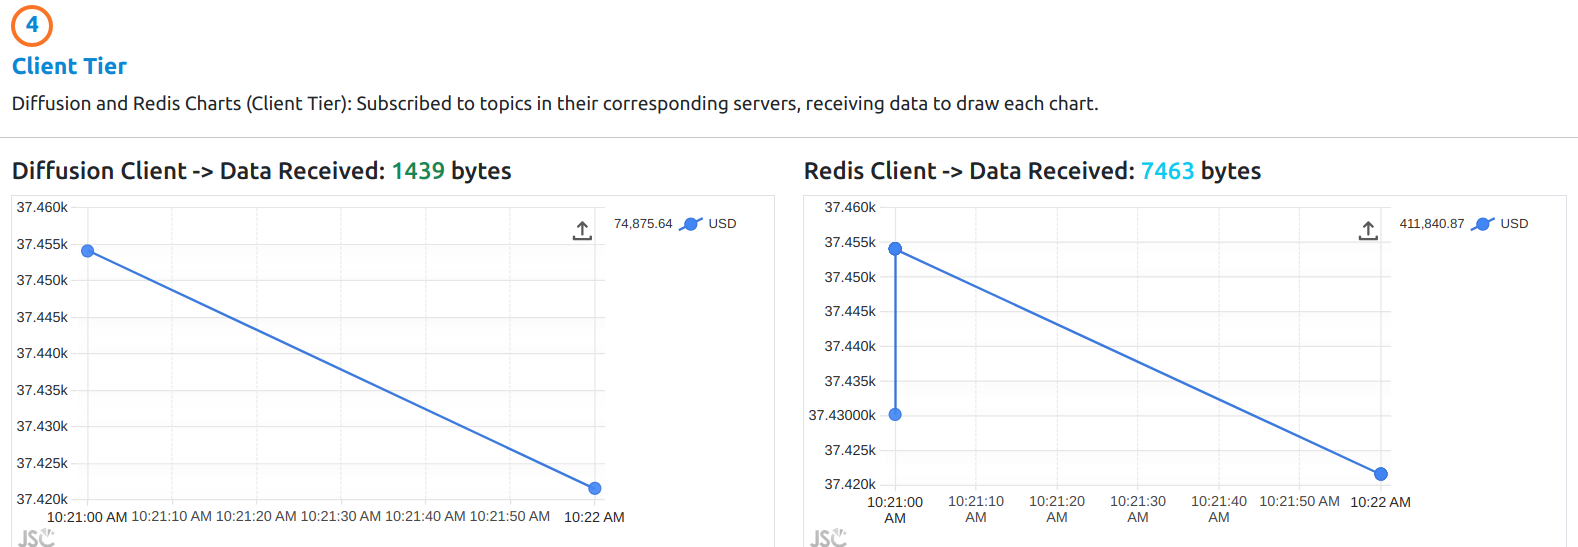 4
Client Tier
Diffusion and Redis Charts (Client Tier): Subscribed to topics in their corresponding servers, receiving data to draw each chart.
Diffusion Client -> Data Received: 1439 bytes
37.460k
74,875.64 USD
37.455k
37.450k
37.445k
37.440k
37.435k
37.430k
37.425k
37.420k
10:21:00 AM 10:21:10 AM 10:21:20 AM 10:21:30 AM 10:21:40 AM 10:21:50 AM 10:22 AM
JSC
Redis Client -> Data Received: 7463 bytes
37.460k
411,840.87 USD
37.455k
37.450k
37.445k
37.440k
37.435k
37.43000k
37.425k
37.420k
10:21:00 10:21:10 10:21:20 10:21:30 10:21:40 10:21:50 AM 10:22 AM
AM AM AM AM AM
JSC